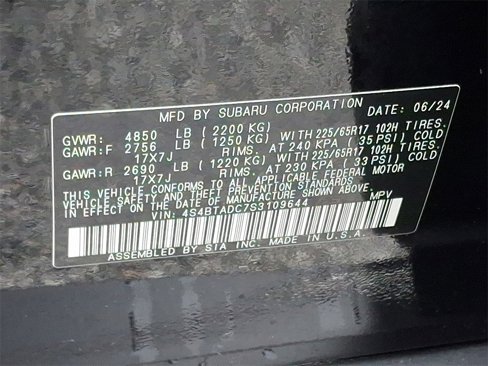 MFD BY SUBARU CORPORATION DATE: 06/24
GVWR: 4850 LB ( 2200 KG)
GAWR:F 2756 LB ( 1250 KG) WITH 225/65R17 102H TIRES.
17X7J RIMS. AT 240 KPA ( 35 PSI) COLD
GAWR:R 2690 LB ( 1220 KG) WITH 225/65R17 102H TIRES.
17X7J RIMS. AT 230 KPA ( 33 PSI) COLD
THIS VEHICLE CONFORMS TO ALL APPLICABLE FEDERAL MOTOR
VEHICLE SAFETY AND THEFT PREVENTION STANDARDS
IN EFFECT ON THE DATE OF MANUFACTURE SHOWN ABOVE.
VIN: 4S4BTADC7S3109644 MPV
ASSEMBLED BY SIA INC. MADE IN U.S.A.